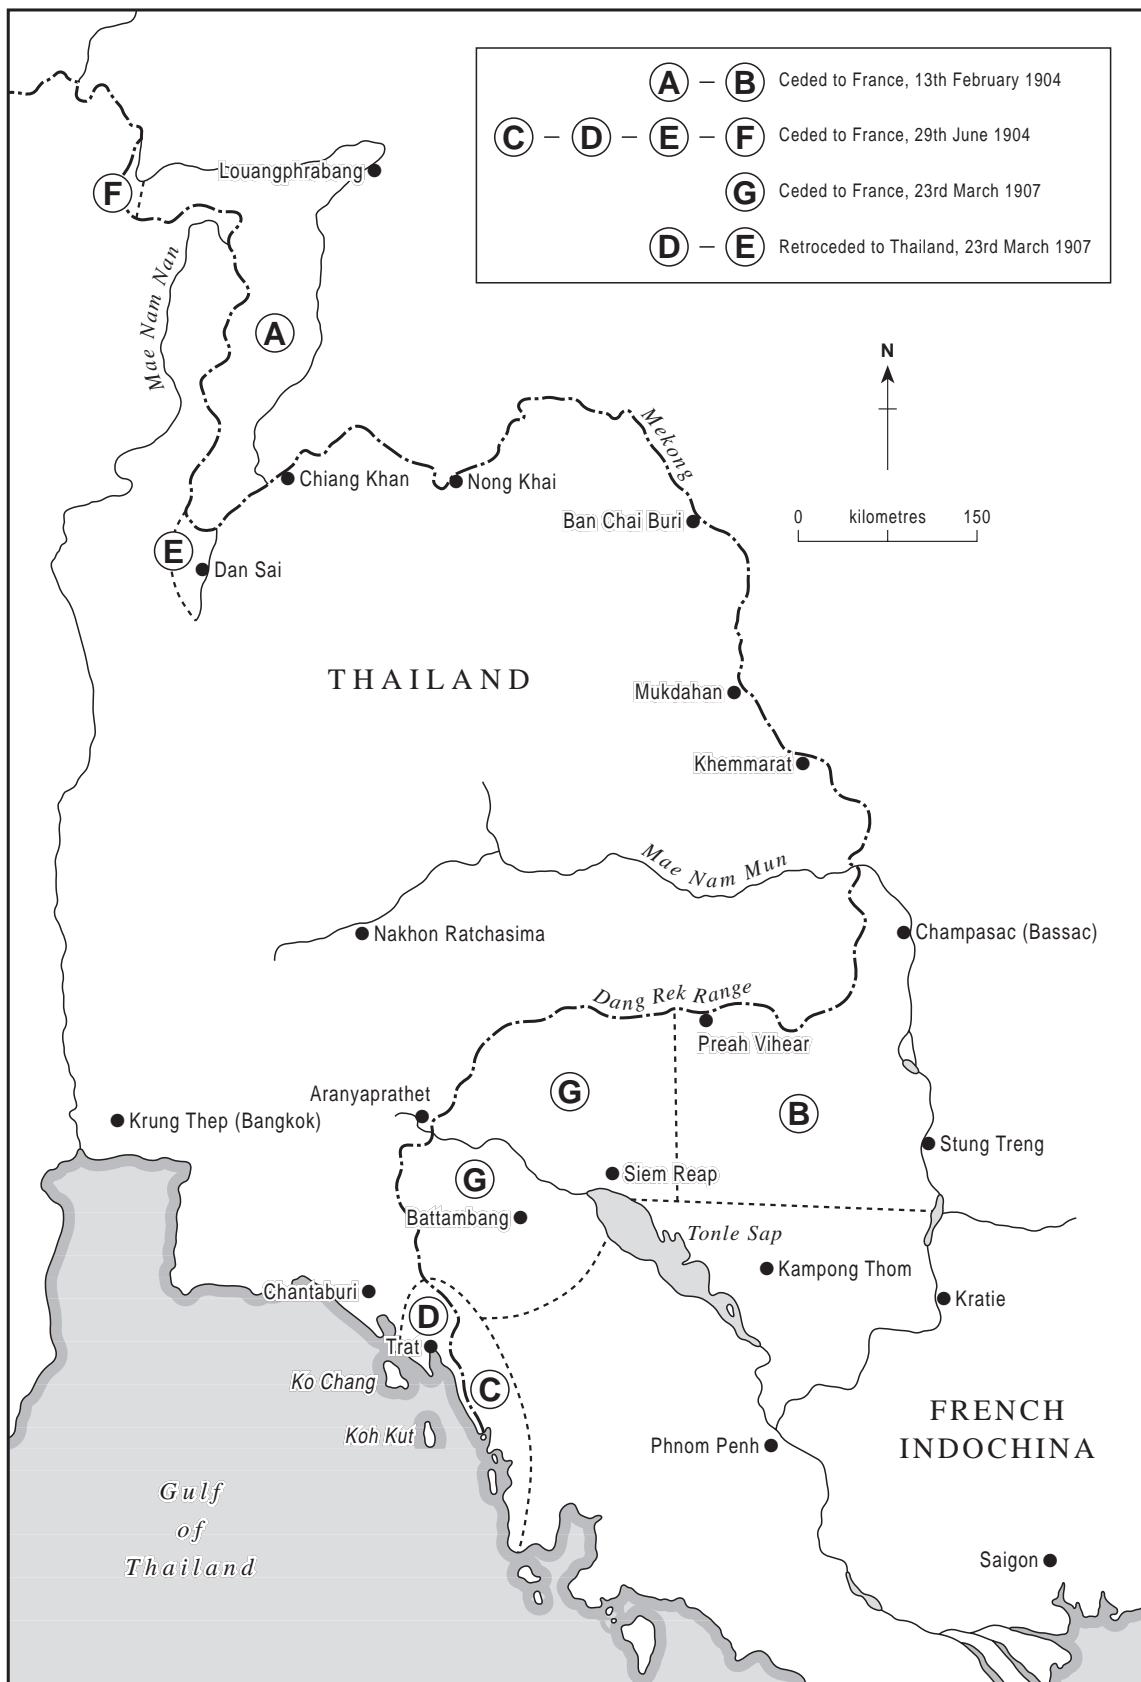 A – B Ceded to France, 13th February 1904
C – D – E – F Ceded to France, 29th June 1904
G Ceded to France, 23rd March 1907
D – E Retroceded to Thailand, 23rd March 1907
Louangphrabang
F
Mae Nam Nan
A
N
Mekong
Chiang Khan
Nong Khai
Ban Chai Buri
0 kilometres 150
E
Dan Sai
THAILAND
Mukdahan
Khemmarat
Mae Nam Mun
Nakhon Ratchasima
Champasac (Bassac)
Dang Rek Range
Preah Vihear
Aranyaprathet
G
B
Krung Thep (Bangkok)
Stung Treng
G
Siem Reap
Battambang
Tonle Sap
Kampong Thom
Chantaburi
Kratie
D
Trat
Ko Chang
C
Koh Kut
FRENCH
INDOCHINA
Phnom Penh
Gulf
of
Thailand
Saigon